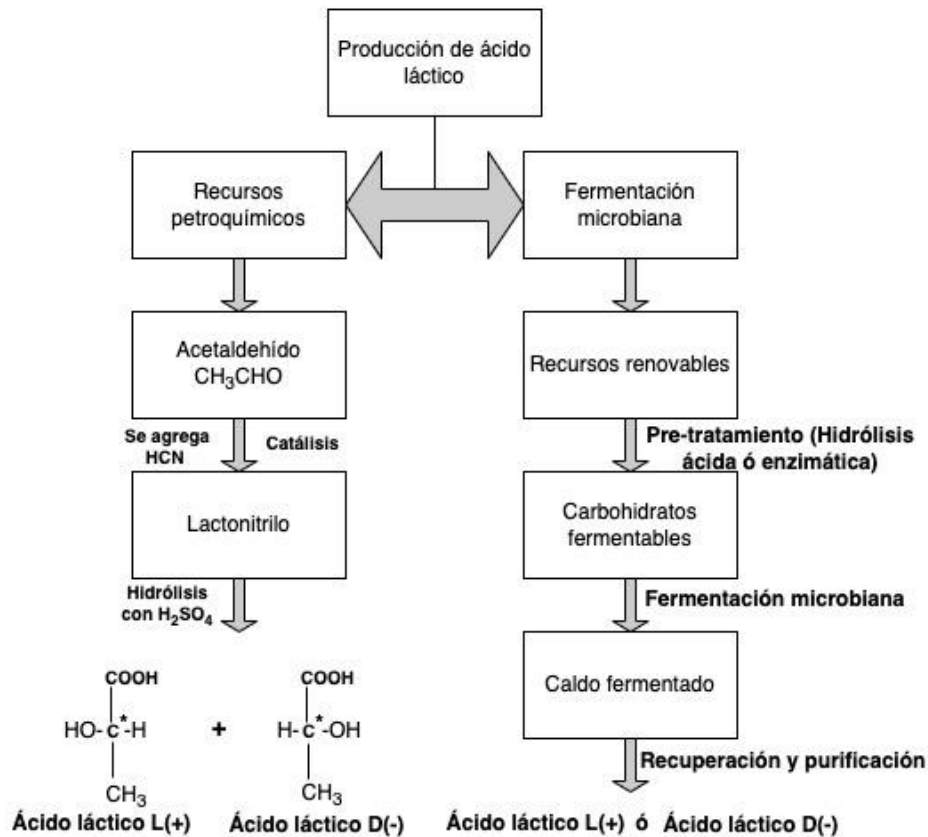 Producción de ácido
láctico
Recursos
petroquímicos
Fermentación
microbiana
Acetaldehído
CH₃CHO
Recursos renovables
Se agrega
HCN
Catálisis
Pre-tratamiento (Hidrólisis
ácida ó enzimática)
Lactonitrilo
Carbohidratos
fermentables
Hidrólisis
con H₂SO₄
Fermentación microbiana
Caldo fermentado
COOH
HO-C*-H
CH₃
+
COOH
H-C*-OH
CH₃
Recuperación y purificación
Ácido láctico L(+)
Ácido láctico D(-)
Ácido láctico L(+) ó Ácido láctico D(-)